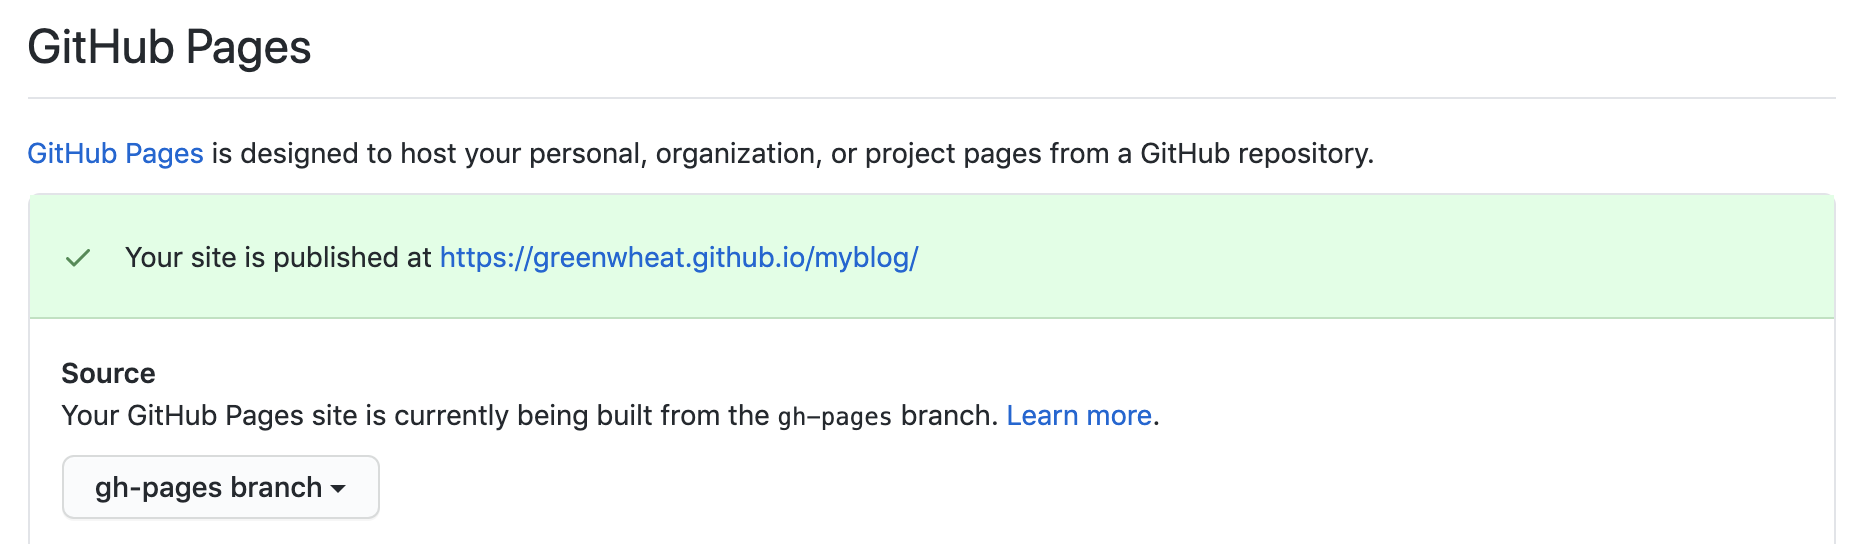 GitHub Pages
GitHub Pages is designed to host your personal, organization, or project pages from a GitHub repository.
Your site is published at https://greenwheat.github.io/myblog/
Source
Your GitHub Pages site is currently being built from the gh-pages branch. Learn more.
gh-pages branch